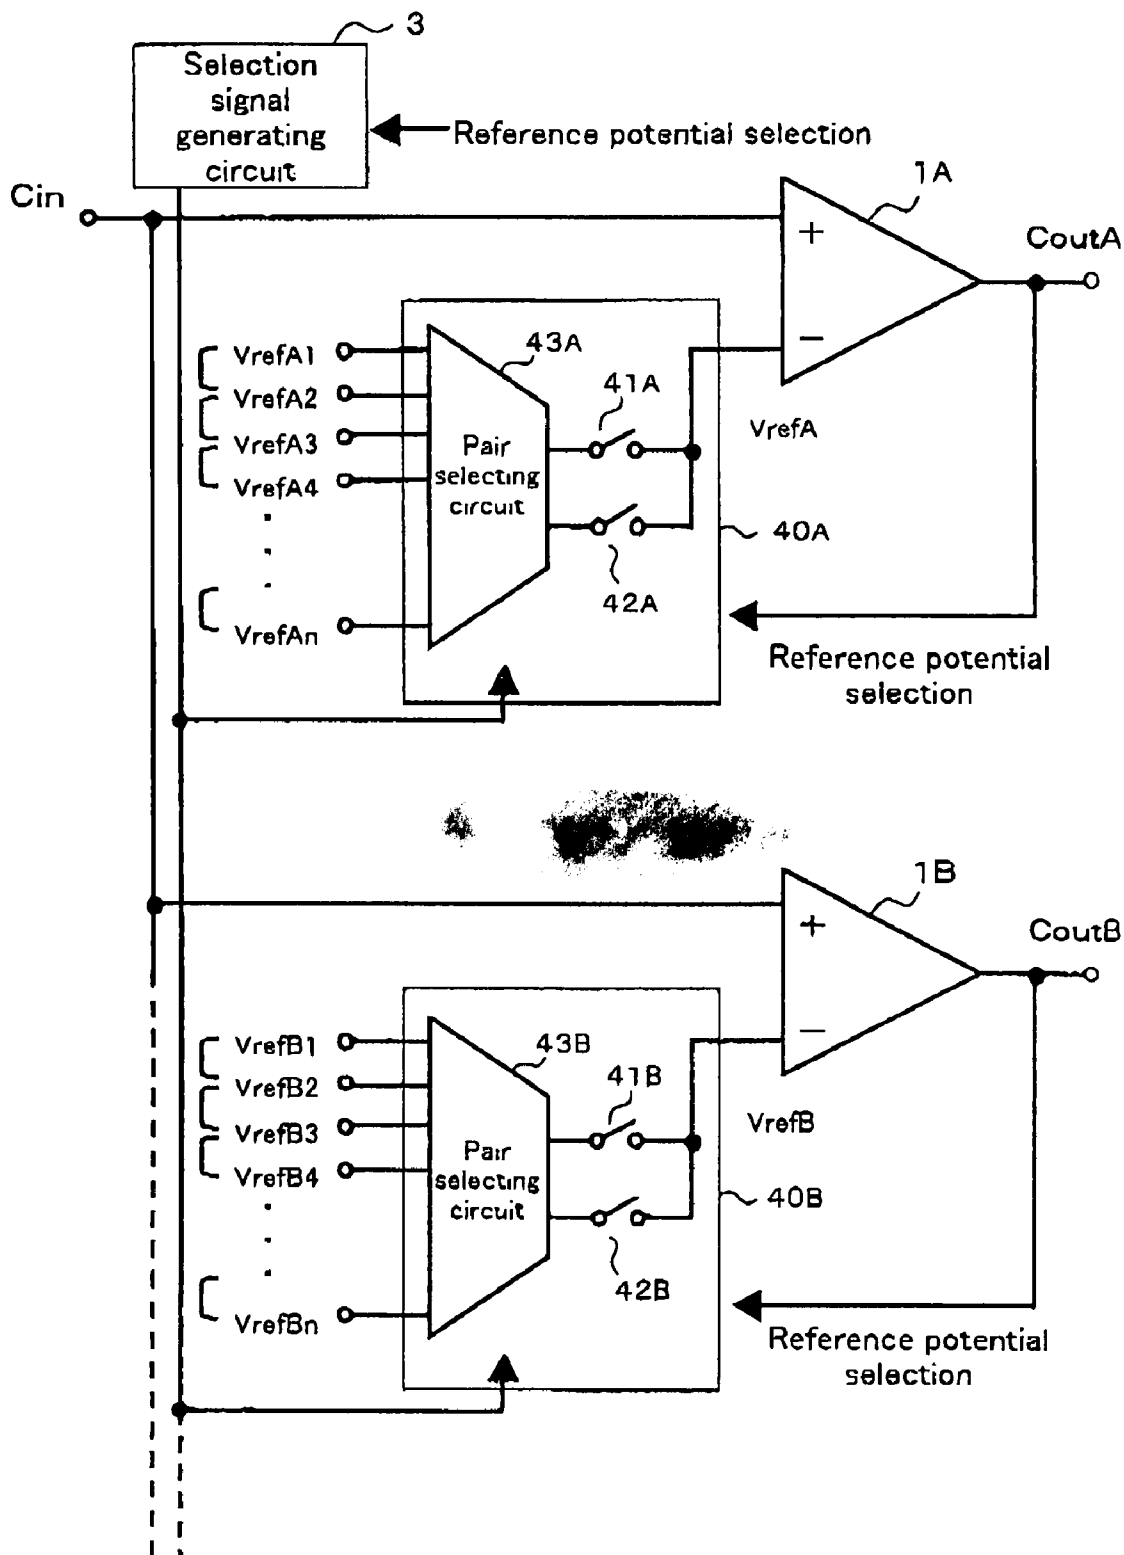 3
Selection
signal
generating
circuit
Reference potential selection
Cin
1A
+
−
CoutA
VrefA1
VrefA2
VrefA3
VrefA4
VrefAn
43A
Pair
selecting
circuit
41A
42A
VrefA
40A
Reference potential
selection
1B
+
−
CoutB
VrefB1
VrefB2
VrefB3
VrefB4
VrefBn
43B
Pair
selecting
circuit
41B
42B
VrefB
40B
Reference potential
selection